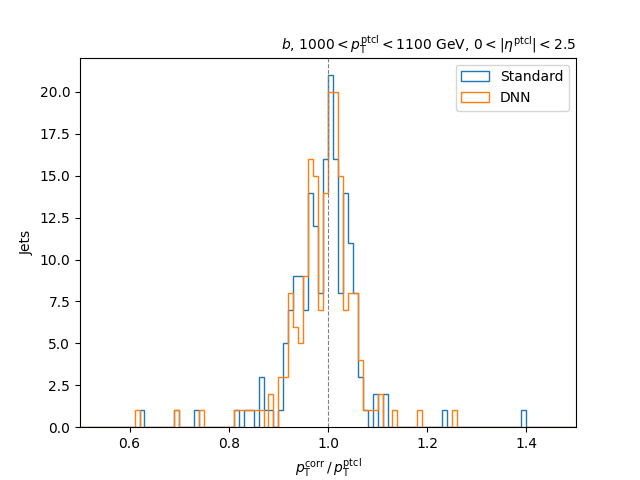 b, 1000 < p_T^ptcl < 1100 GeV, 0 < |η^ptcl| < 2.5
Standard
DNN
Jets
20.0
17.5
15.0
12.5
10.0
7.5
5.0
2.5
0.0
0.6 0.8 1.0 1.2 1.4
p_T^corr / p_T^ptcl